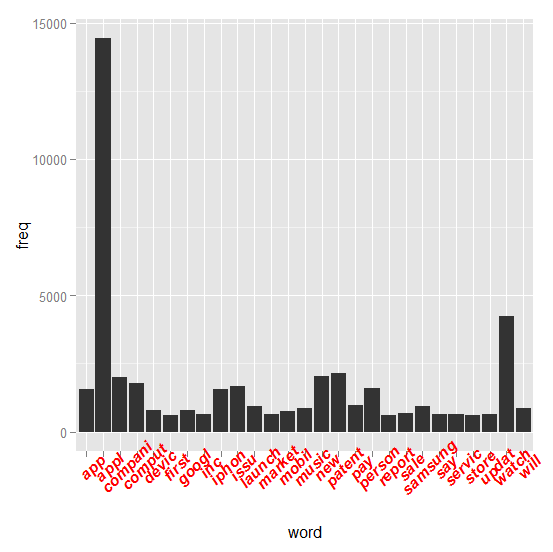 15000
10000
5000
0
freq
app
appl
compani
comput
devic
first
googl
inc
iphon
issu
launch
market
mobil
music
new
patent
pay
person
report
sale
samsung
say
servic
store
updat
watch
will
word